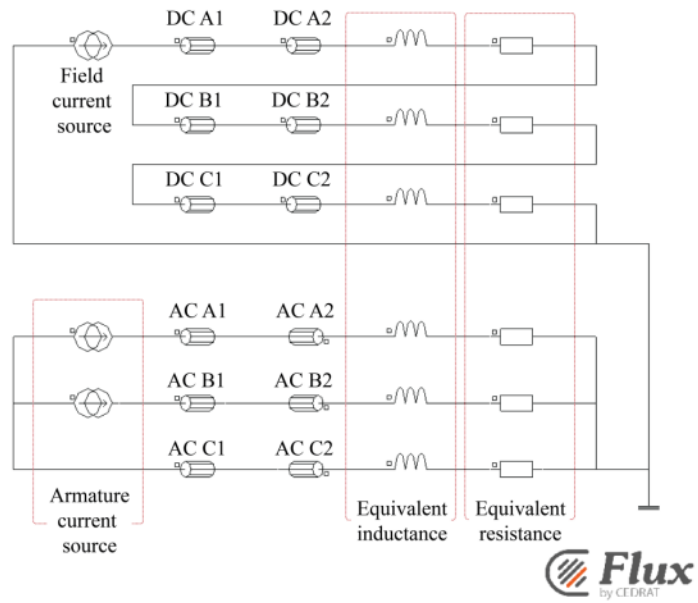 DC A1 DC A2
Field
current
source
DC B1 DC B2
DC C1 DC C2
AC A1 AC A2
AC B1 AC B2
AC C1 AC C2
Armature
current
source
Equivalent
inductance
Equivalent
resistance
Flux
by CEDRAT